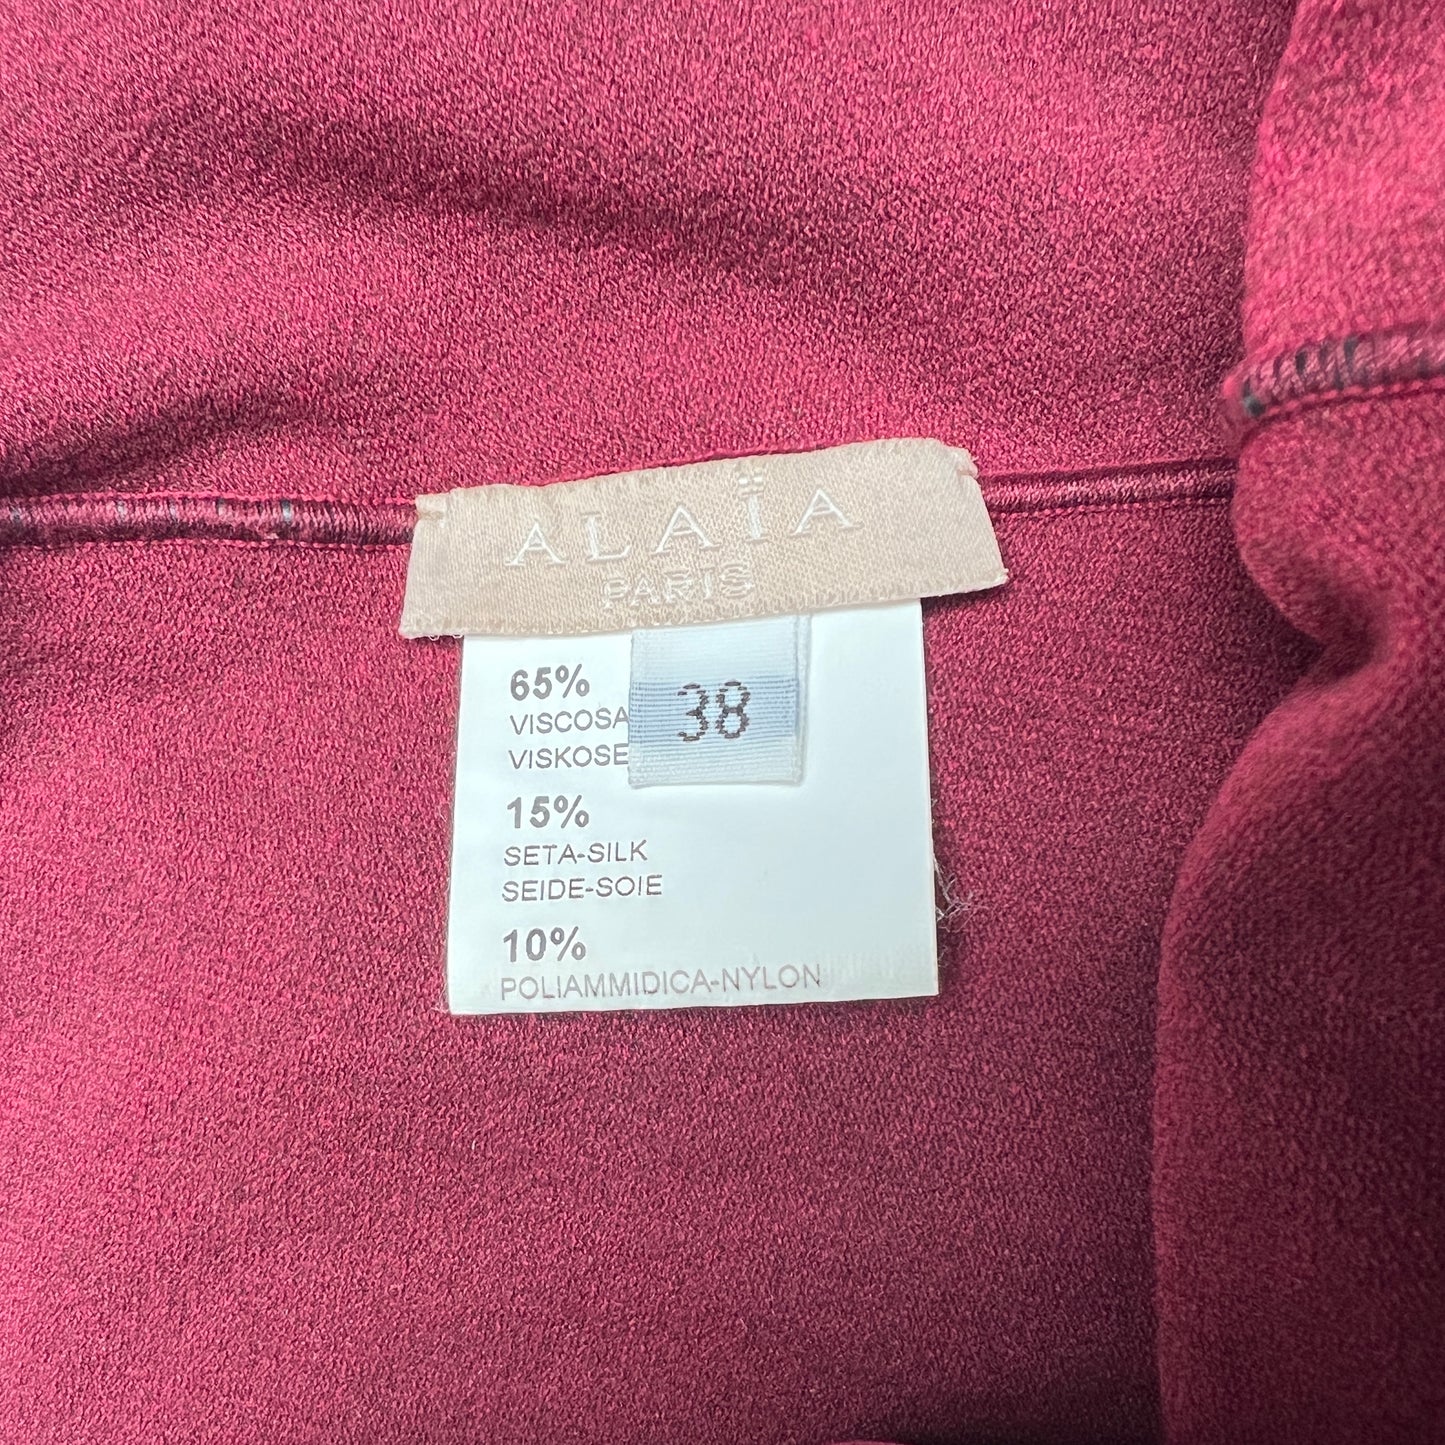 ALAÏA
PARIS
38
65%
VISCOSA
VISKOSE
15%
SETA-SILK
SEIDE-SOIE
10%
POLIAMMIDICA-NYLON